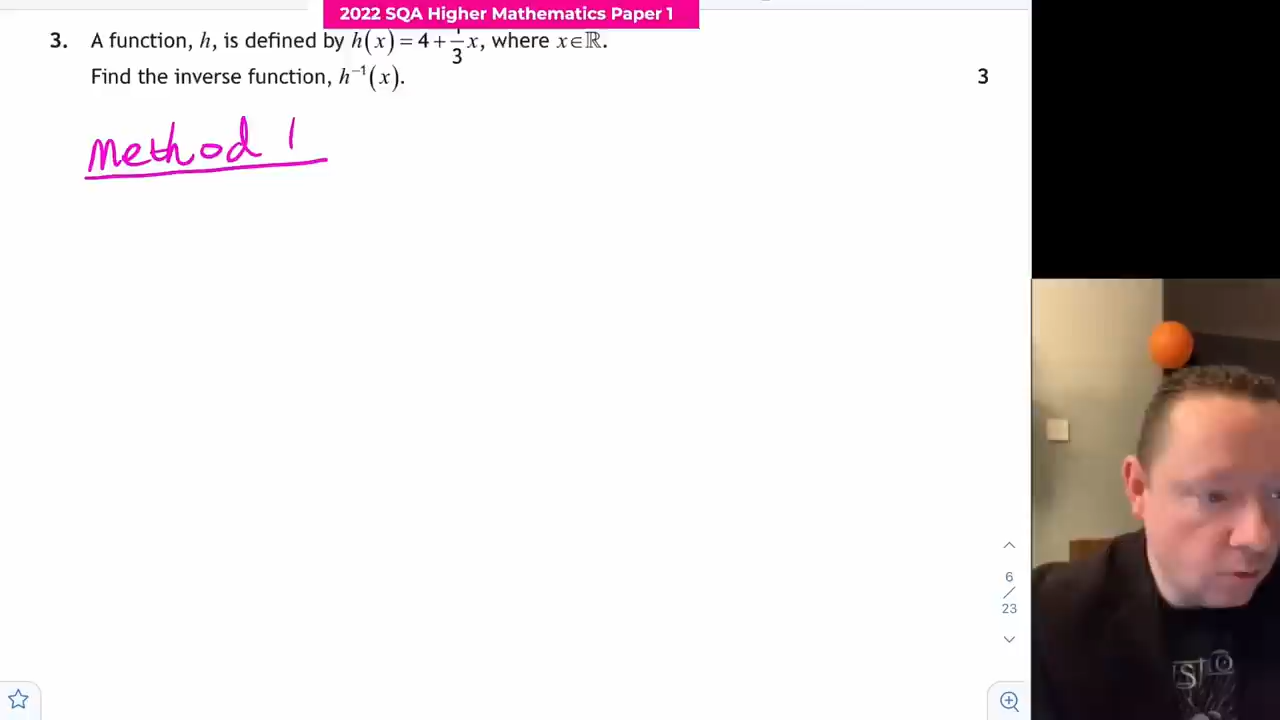 2022 SQA Higher Mathematics Paper 1
3. A function, h, is defined by h(x) = 4 + 1/3 x, where x∈ℝ.
Find the inverse function, h⁻¹(x). 3
Method 1
6
/
23